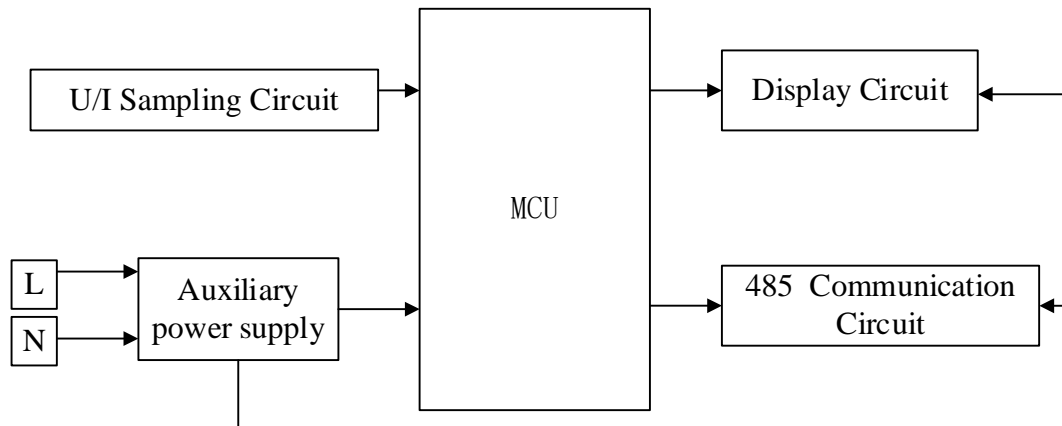 U/I Sampling Circuit
Display Circuit
MCU
L
N
Auxiliary
power supply
485 Communication
Circuit